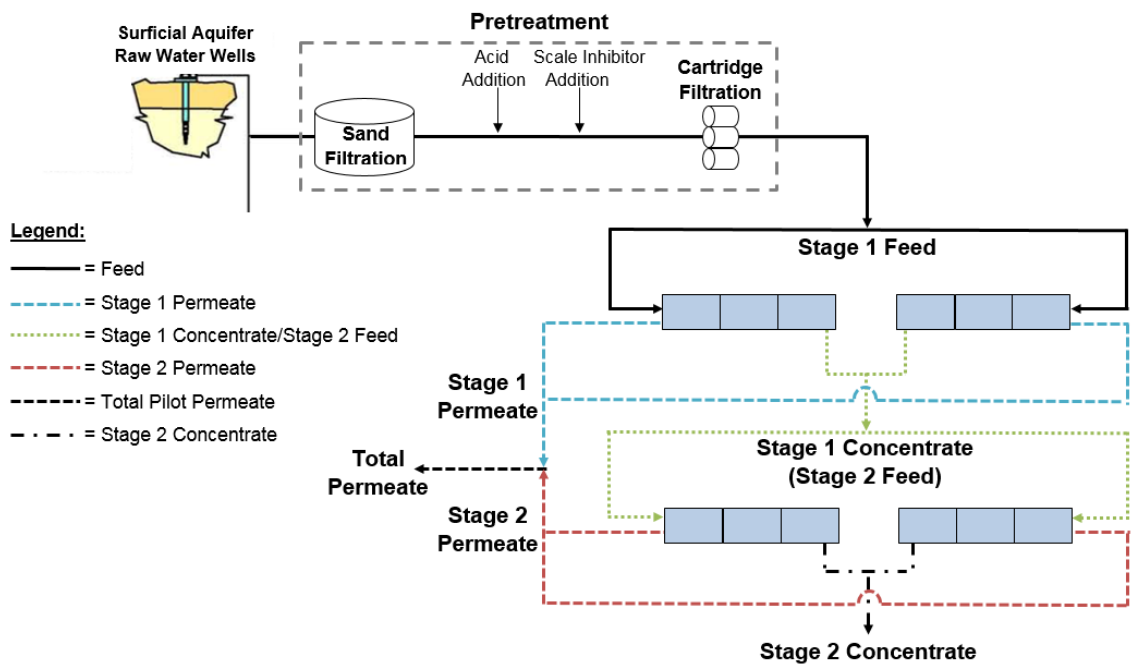 Pretreatment
Surficial Aquifer
Raw Water Wells
Acid
Addition
Scale Inhibitor
Addition
Cartridge
Filtration
Sand
Filtration
Legend:
= Feed
= Stage 1 Permeate
= Stage 1 Concentrate/Stage 2 Feed
= Stage 2 Permeate
= Total Pilot Permeate
= Stage 2 Concentrate
Stage 1 Feed
Stage 1
Permeate
Stage 1 Concentrate
(Stage 2 Feed)
Total
Permeate
Stage 2
Permeate
Stage 2 Concentrate